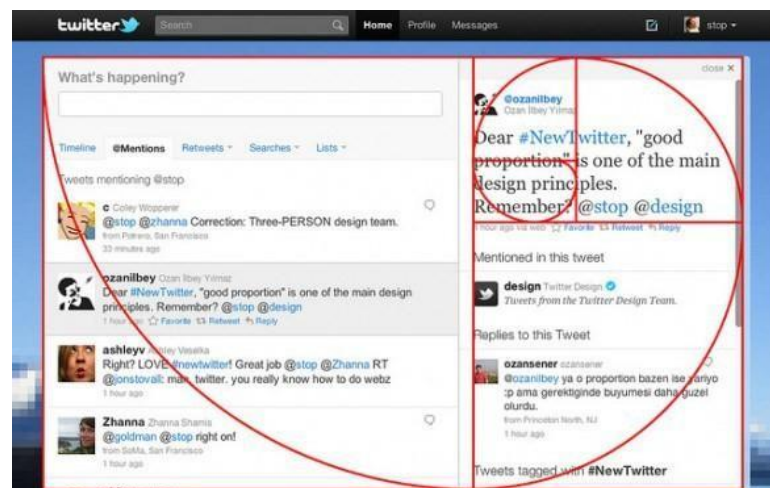 twitter
Search
Home Profile Messages
stop
What's happening?
Timeline @Mentions Retweets Searches Lists
Tweets mentioning @stop
c Coley Wopperer
@stop @zhanna Correction: Three-PERSON design team.
from Potrero, San Francisco
33 minutes ago
ozanilbey Ozan Ilbey Yılmaz
Dear #NewTwitter, "good proportion" is one of the main design
principles. Remember? @stop @design
1 hour ago Favorite Retweet Reply
ashleyv Ashley Veselka
Right? LOVE #newtwitter! Great job @stop @Zhanna RT
@jonstovall: man, twitter. you really know how to do webz
1 hour ago
Zhanna Zhanna Shamis
@goldman @stop right on!
from SoMa, San Francisco
1 hour ago
close X
@ozanilbey
Ozan Ilbey Yılmaz
Dear #NewTwitter, "good
proportion" is one of the main
design principles.
Remember? @stop @design
1 hour ago via web Favorite Retweet Reply
Mentioned in this tweet
design Twitter Design
Tweets from the Twitter Design Team.
Replies to this Tweet
ozansener ozansener
@ozanilbey ya o proportion bazen ise yariyo
:p ama gerektiginde buyumesi daha guzel
olurdu.
from Princeton North, NJ
1 hour ago
Tweets tagged with #NewTwitter